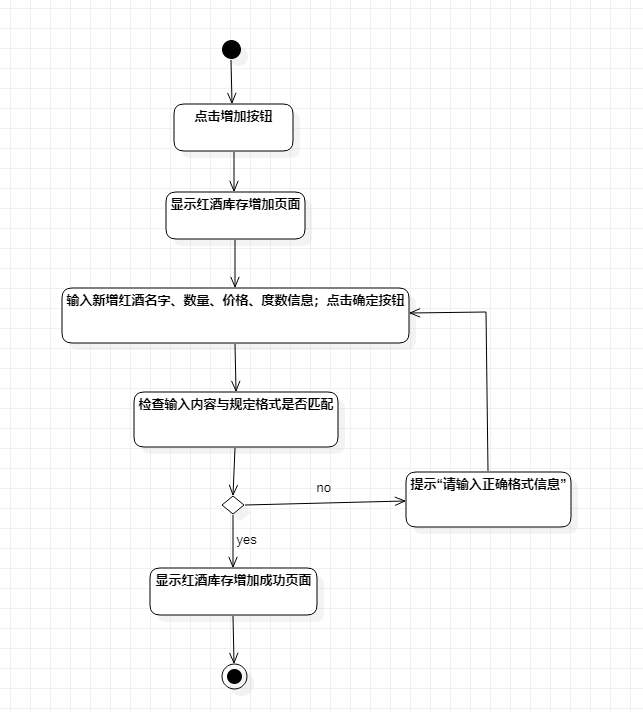 点击增加按钮
显示红酒库存增加页面
输入新增红酒名字、数量、价格、度数信息；点击确定按钮
检查输入内容与规定格式是否匹配
提示“请输入正确格式信息”
no
yes
显示红酒库存增加成功页面